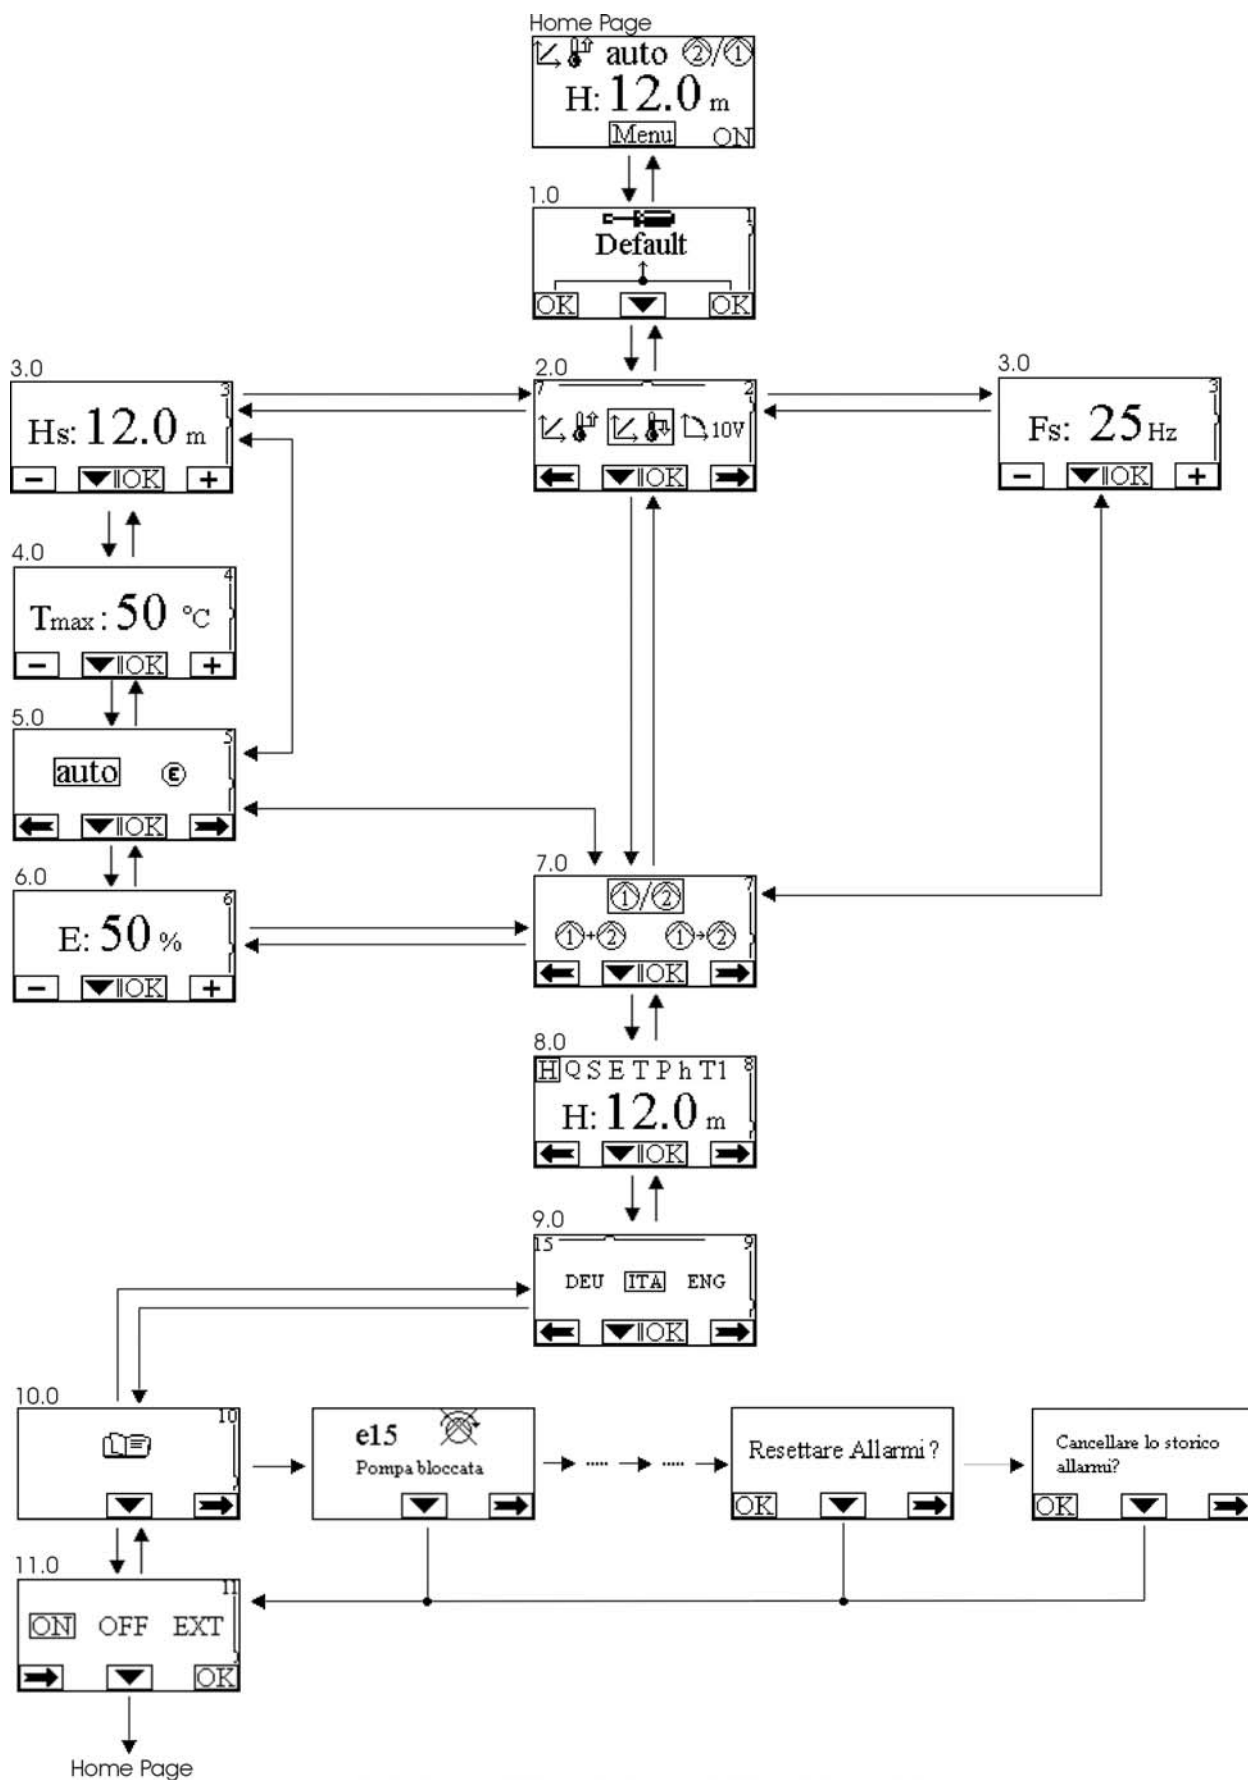 Home Page
auto 2/1
H: 12.0 m
Menu ON
1.0
1
Default
OK OK
3.0
3
Hs: 12.0 m
− OK +
2.0
7 2
10V
OK
3.0
3
Fs: 25 Hz
− OK +
4.0
4
Tmax : 50 °C
− OK +
5.0
5
auto E
OK
6.0
6
E: 50 %
− OK +
7.0
7
1/2
1+2 1→2
OK
8.0
H Q S E T P h T1 8
H: 12.0 m
OK
9.0
15 9
DEU ITA ENG
OK
10.0
10
e15
Pompa bloccata
Resettare Allarmi ?
OK
Cancellare lo storico
allarmi?
OK
11.0
11
ON OFF EXT
OK
Home Page